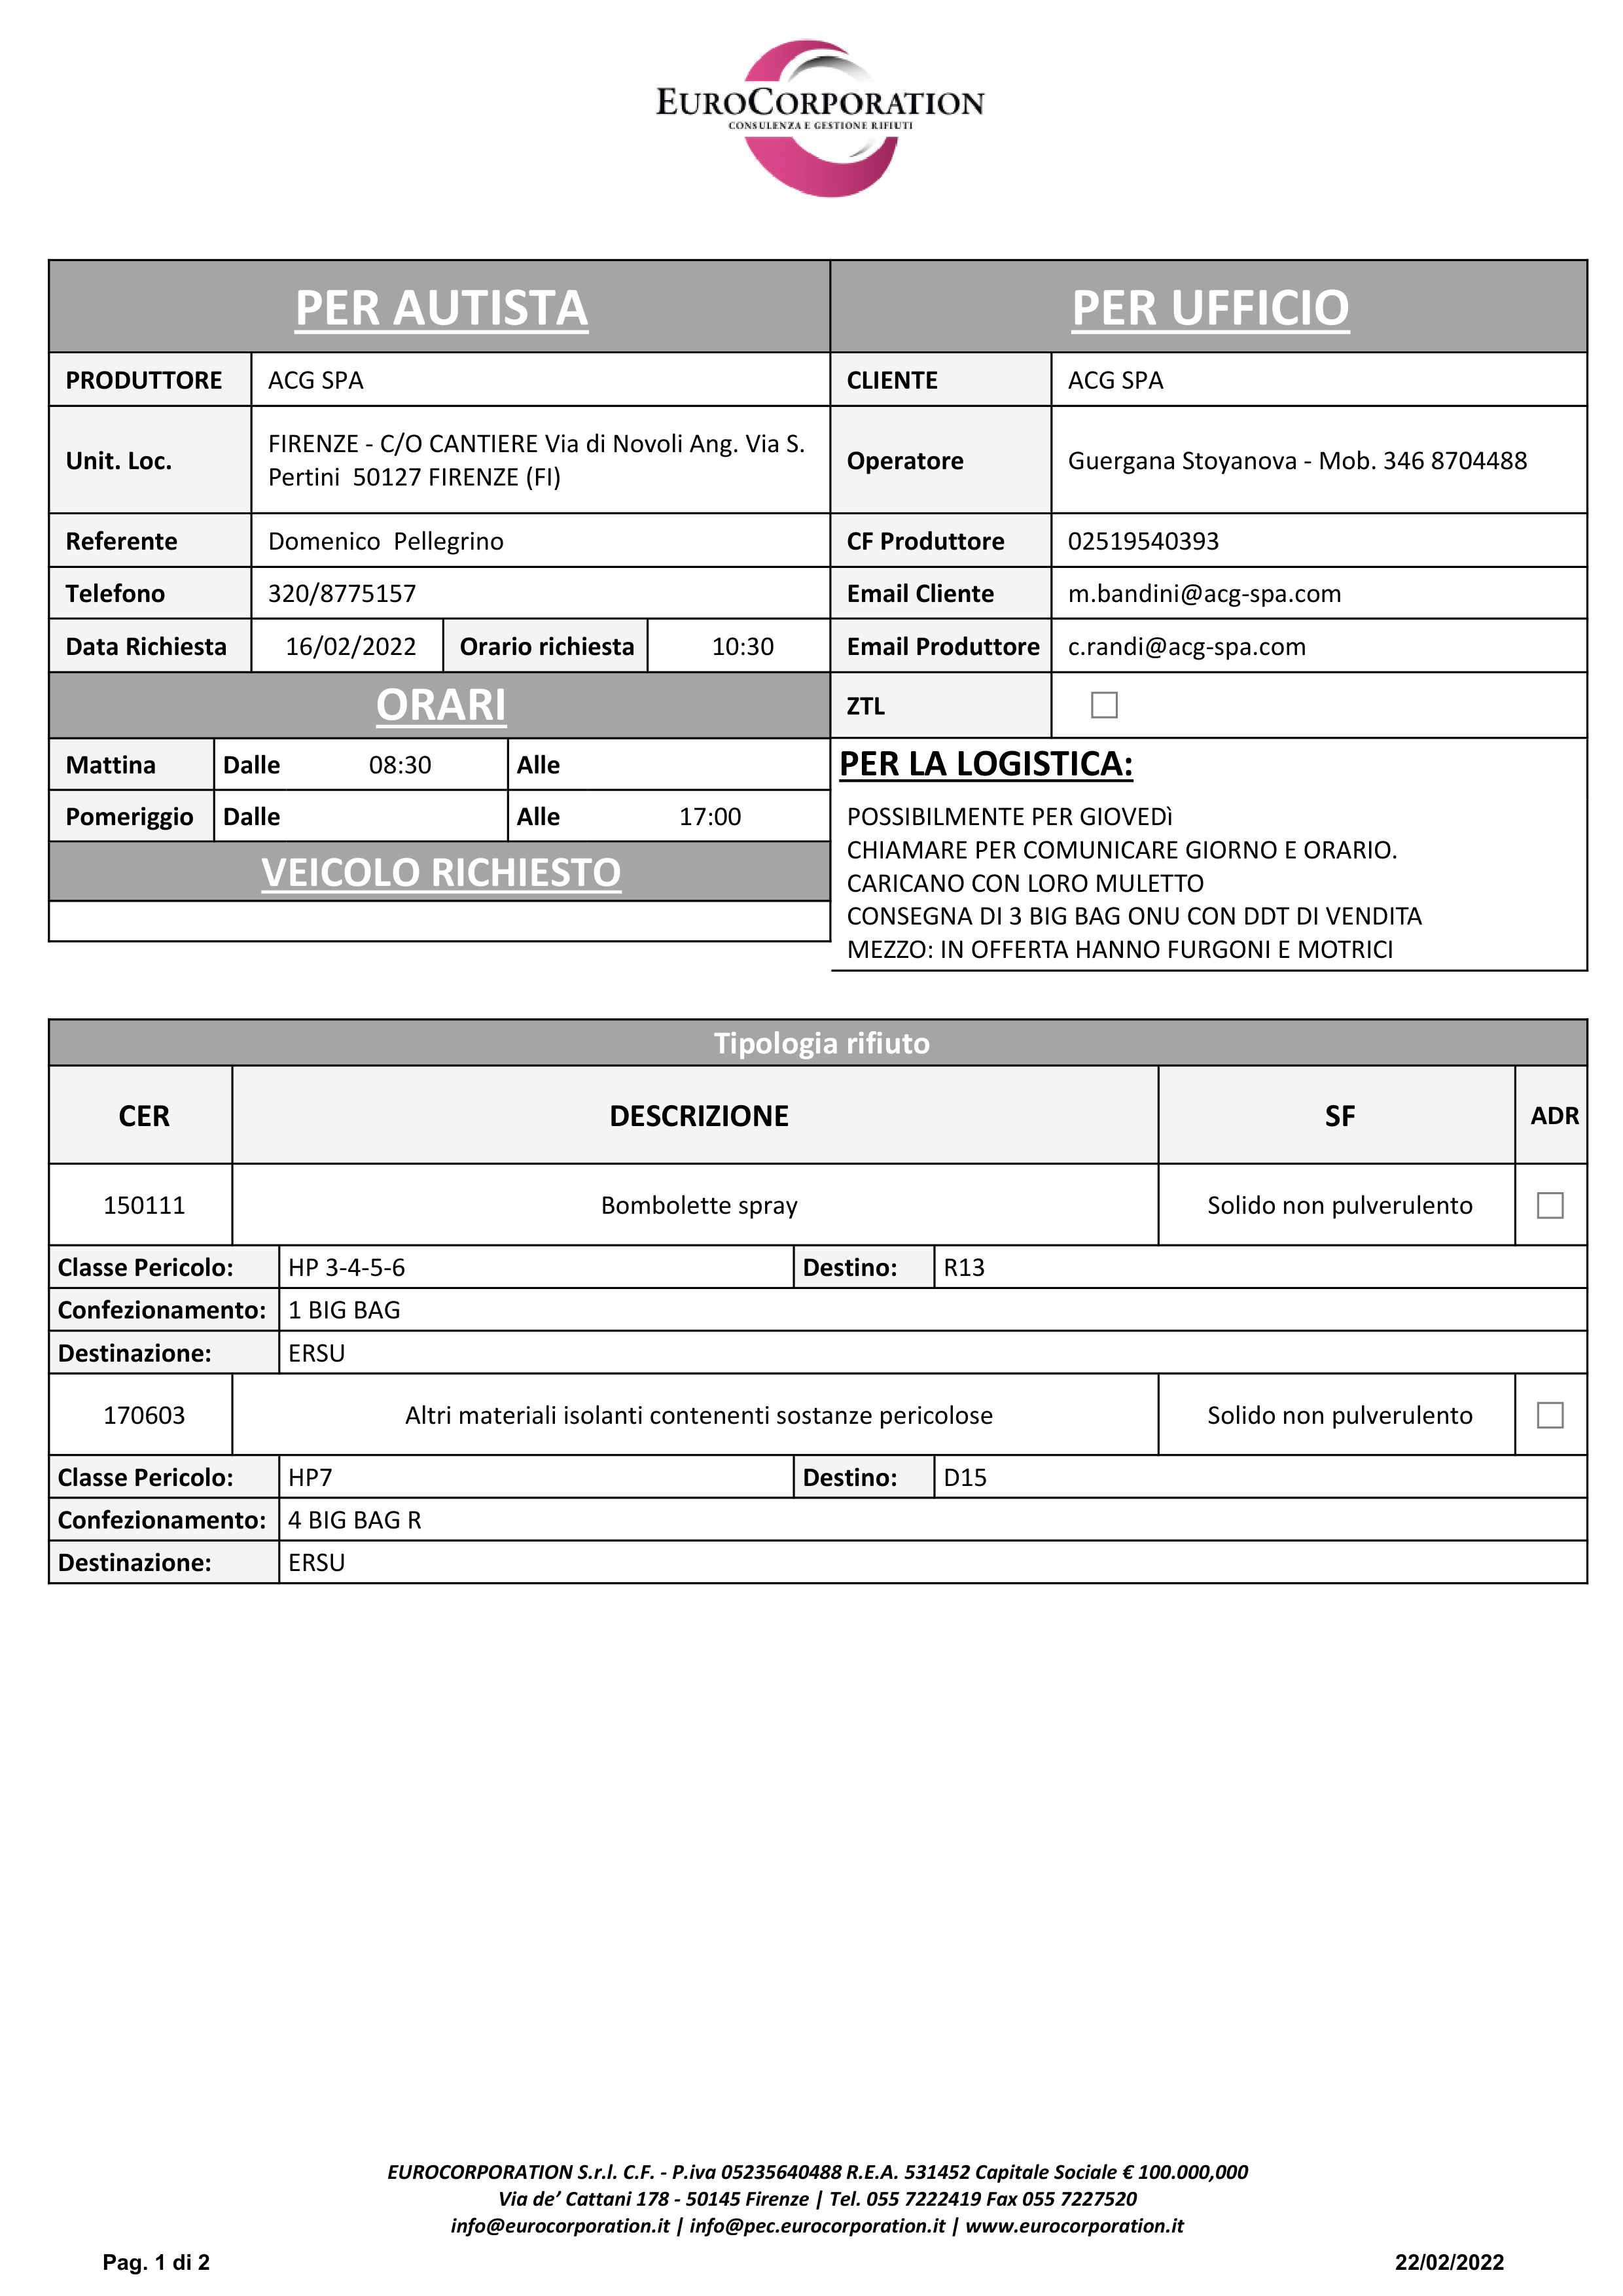 EUROCORPORATION
CONSULENZA E GESTIONE RIFIUTI
PER AUTISTA
PRODUTTORE ACG SPA
Unit. Loc. FIRENZE - C/O CANTIERE Via di Novoli Ang. Via S.
Pertini 50127 FIRENZE (FI)
Referente Domenico Pellegrino
Telefono 320/8775157
Data Richiesta 16/02/2022 Orario richiesta 10:30
ORARI
Mattina Dalle 08:30 Alle
Pomeriggio Dalle Alle 17:00
VEICOLO RICHIESTO
PER UFFICIO
CLIENTE ACG SPA
Operatore Guergana Stoyanova - Mob. 346 8704488
CF Produttore 02519540393
Email Cliente m.bandini@acg-spa.com
Email Produttore c.randi@acg-spa.com
ZTL
PER LA LOGISTICA:
POSSIBILMENTE PER GIOVEDì
CHIAMARE PER COMUNICARE GIORNO E ORARIO.
CARICANO CON LORO MULETTO
CONSEGNA DI 3 BIG BAG ONU CON DDT DI VENDITA
MEZZO: IN OFFERTA HANNO FURGONI E MOTRICI
Tipologia rifiuto
CER DESCRIZIONE SF ADR
150111 Bombolette spray Solido non pulverulento
Classe Pericolo: HP 3-4-5-6 Destino: R13
Confezionamento: 1 BIG BAG
Destinazione: ERSU
170603 Altri materiali isolanti contenenti sostanze pericolose Solido non pulverulento
Classe Pericolo: HP7 Destino: D15
Confezionamento: 4 BIG BAG R
Destinazione: ERSU
EUROCORPORATION S.r.l. C.F. - P.iva 05235640488 R.E.A. 531452 Capitale Sociale € 100.000,000
Via de’ Cattani 178 - 50145 Firenze | Tel. 055 7222419 Fax 055 7227520
info@eurocorporation.it | info@pec.eurocorporation.it | www.eurocorporation.it
Pag. 1 di 2 22/02/2022